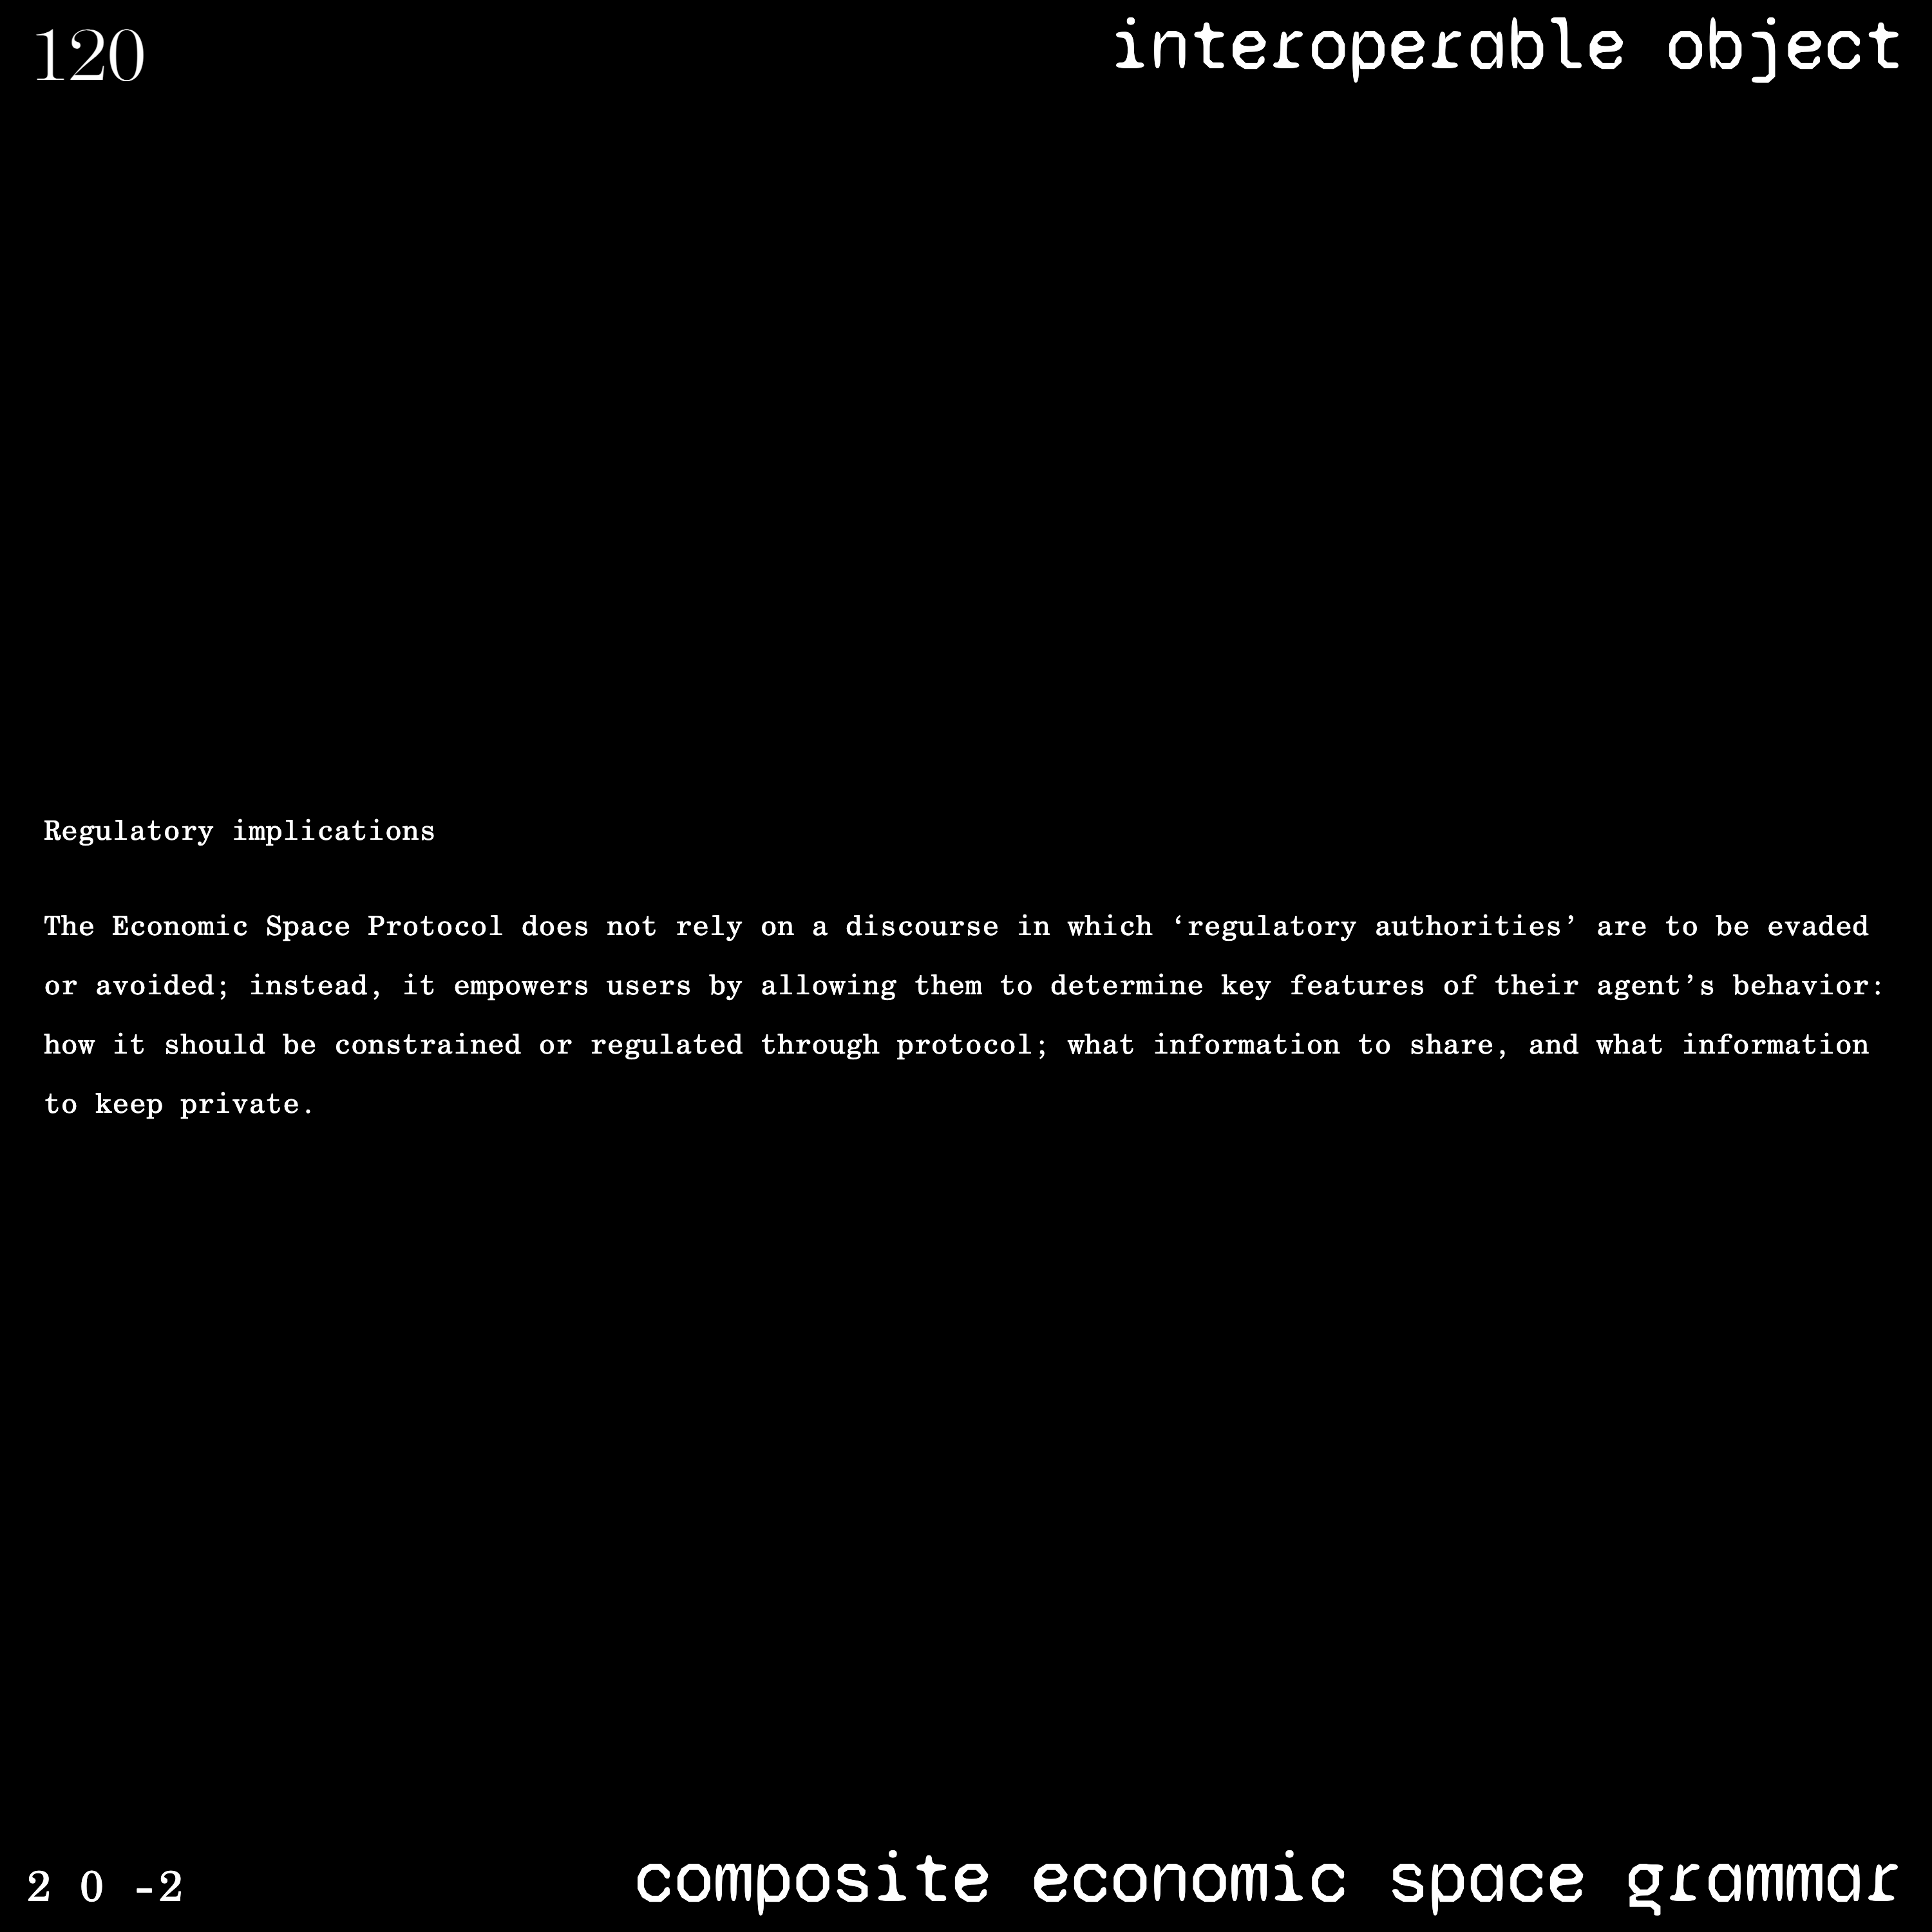 120
interoperable object
Regulatory implications
The Economic Space Protocol does not rely on a discourse in which ‘regulatory authorities’ are to be evaded
or avoided; instead, it empowers users by allowing them to determine key features of their agent’s behavior:
how it should be constrained or regulated through protocol; what information to share, and what information
to keep private.
2 0 -2
composite economic space grammar